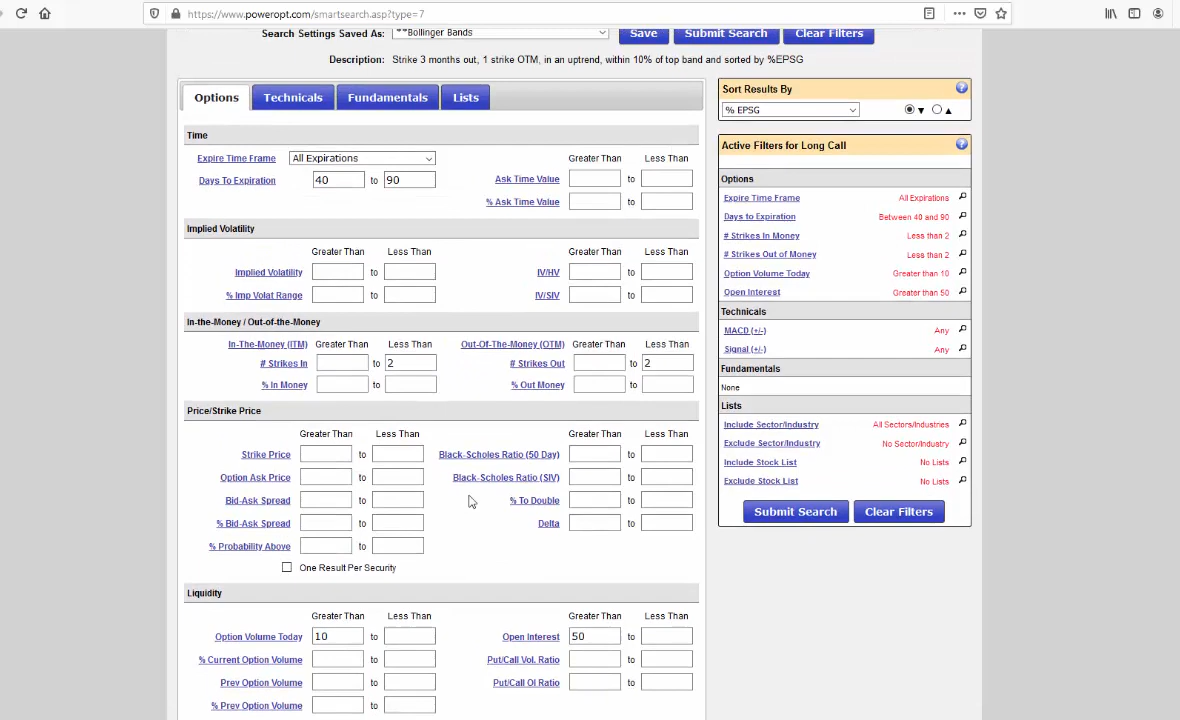 https://www.poweropt.com/smartsearch.asp?type=7
Search Settings Saved As: **Bollinger Bands Save Submit Search Clear Filters
Description: Strike 3 months out, 1 strike OTM, in an uptrend, within 10% of top band and sorted by %EPSG
Options Technicals Fundamentals Lists
Time
Expire Time Frame All Expirations Greater Than Less Than
Days To Expiration 40 to 90 Ask Time Value to
% Ask Time Value to
Implied Volatility
Greater Than Less Than Greater Than Less Than
Implied Volatility to IV/HV to
% Imp Volat Range to IV/SIV to
In-the-Money / Out-of-the-Money
In-The-Money (ITM) Greater Than Less Than Out-Of-The-Money (OTM) Greater Than Less Than
# Strikes In to 2 # Strikes Out to 2
% In Money to % Out Money to
Price/Strike Price
Greater Than Less Than Greater Than Less Than
Strike Price to Black-Scholes Ratio (50 Day) to
Option Ask Price to Black-Scholes Ratio (SIV) to
Bid-Ask Spread to % To Double to
% Bid-Ask Spread to Delta to
% Probability Above to
One Result Per Security
Liquidity
Greater Than Less Than Greater Than Less Than
Option Volume Today 10 to Open Interest 50 to
% Current Option Volume to Put/Call Vol. Ratio to
Prev Option Volume to Put/Call OI Ratio to
% Prev Option Volume to
Sort Results By ?
% EPSG
Active Filters for Long Call ?
Options
Expire Time Frame All Expirations
Days to Expiration Between 40 and 90
# Strikes In Money Less than 2
# Strikes Out of Money Less than 2
Option Volume Today Greater than 10
Open Interest Greater than 50
Technicals
MACD (+/-) Any
Signal (+/-) Any
Fundamentals
None
Lists
Include Sector/Industry All Sectors/Industries
Exclude Sector/Industry No Sector/Industry
Include Stock List No Lists
Exclude Stock List No Lists
Submit Search Clear Filters